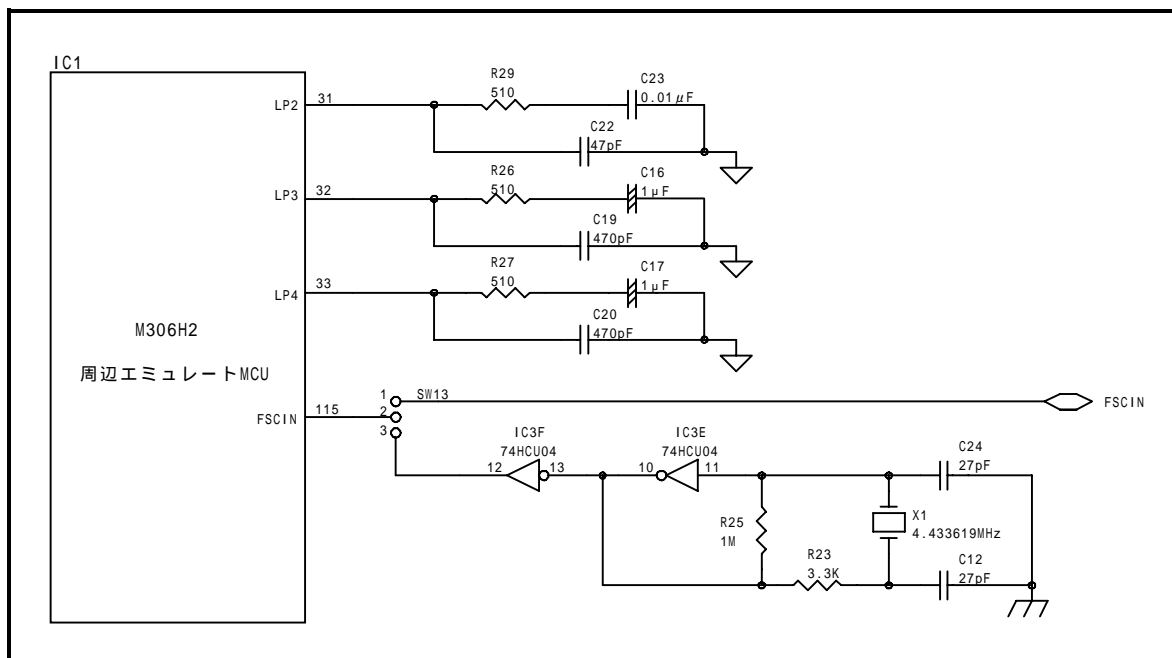 IC1
LP2
31
R29
510
C23
0.01μF
C22
47pF
LP3
32
R26
510
C16
1μF
C19
470pF
LP4
33
R27
510
C17
1μF
C20
470pF
M306H2
周辺エミュレートMCU
FSCIN
115
1
2
3
SW13
FSCIN
IC3F
74HCU04
12
13
IC3E
74HCU04
10
11
C24
27pF
R25
1M
X1
4.433619MHz
R23
3.3K
C12
27pF